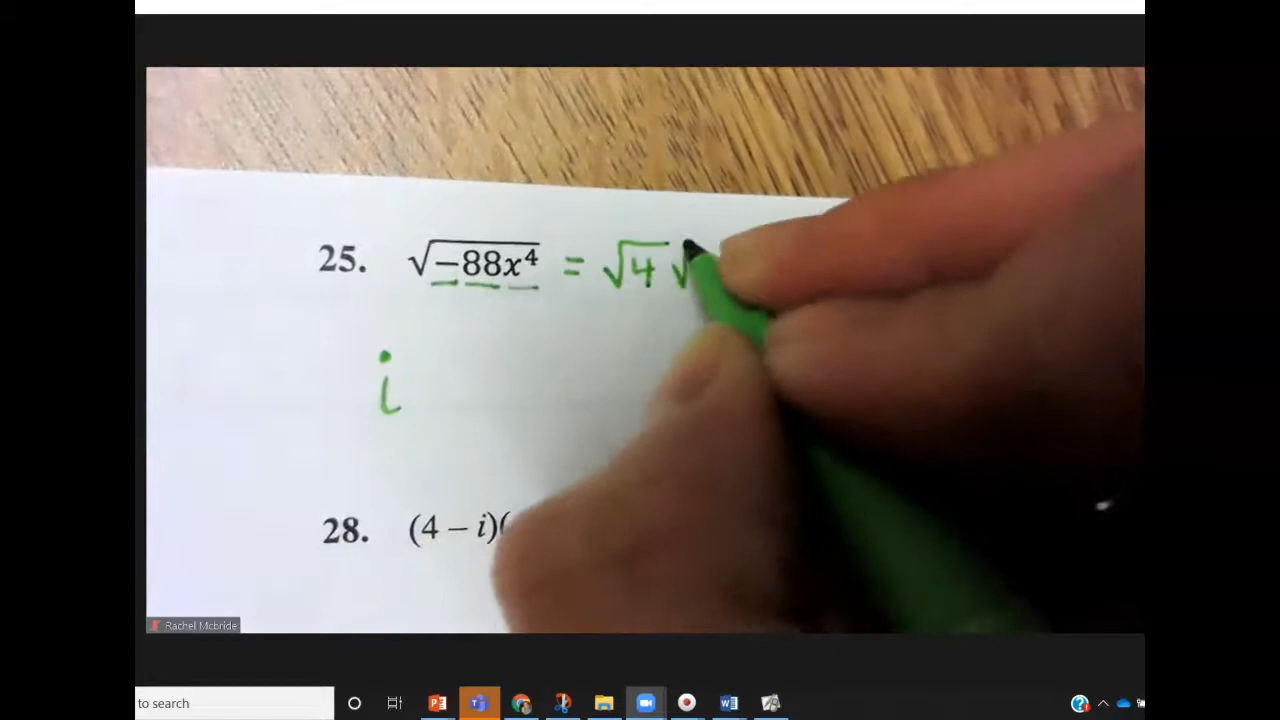 25. √-88x⁴ = √4 √
i
28. (4 – i)(
Rachel Mcbride
to search